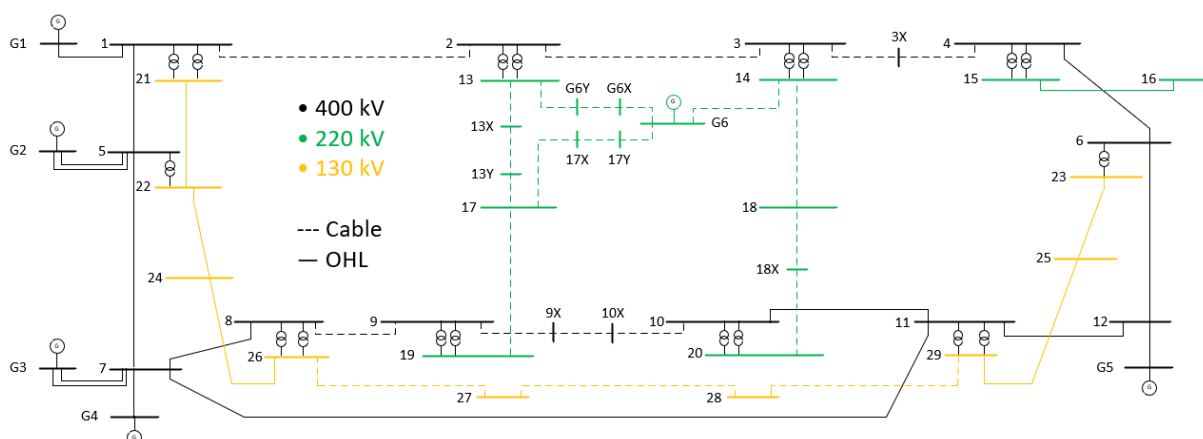 G
G1
1
2
3
3X
4
21
13
14
15
16
G6Y
G6X
G
G6
• 400 kV
• 220 kV
• 130 kV
13X
17X
17Y
13Y
G
G2
5
22
6
23
17
18
--- Cable
— OHL
24
25
18X
8
9
9X
10X
10
11
12
26
19
20
29
G
G3
7
G5
27
28
G4
G
G